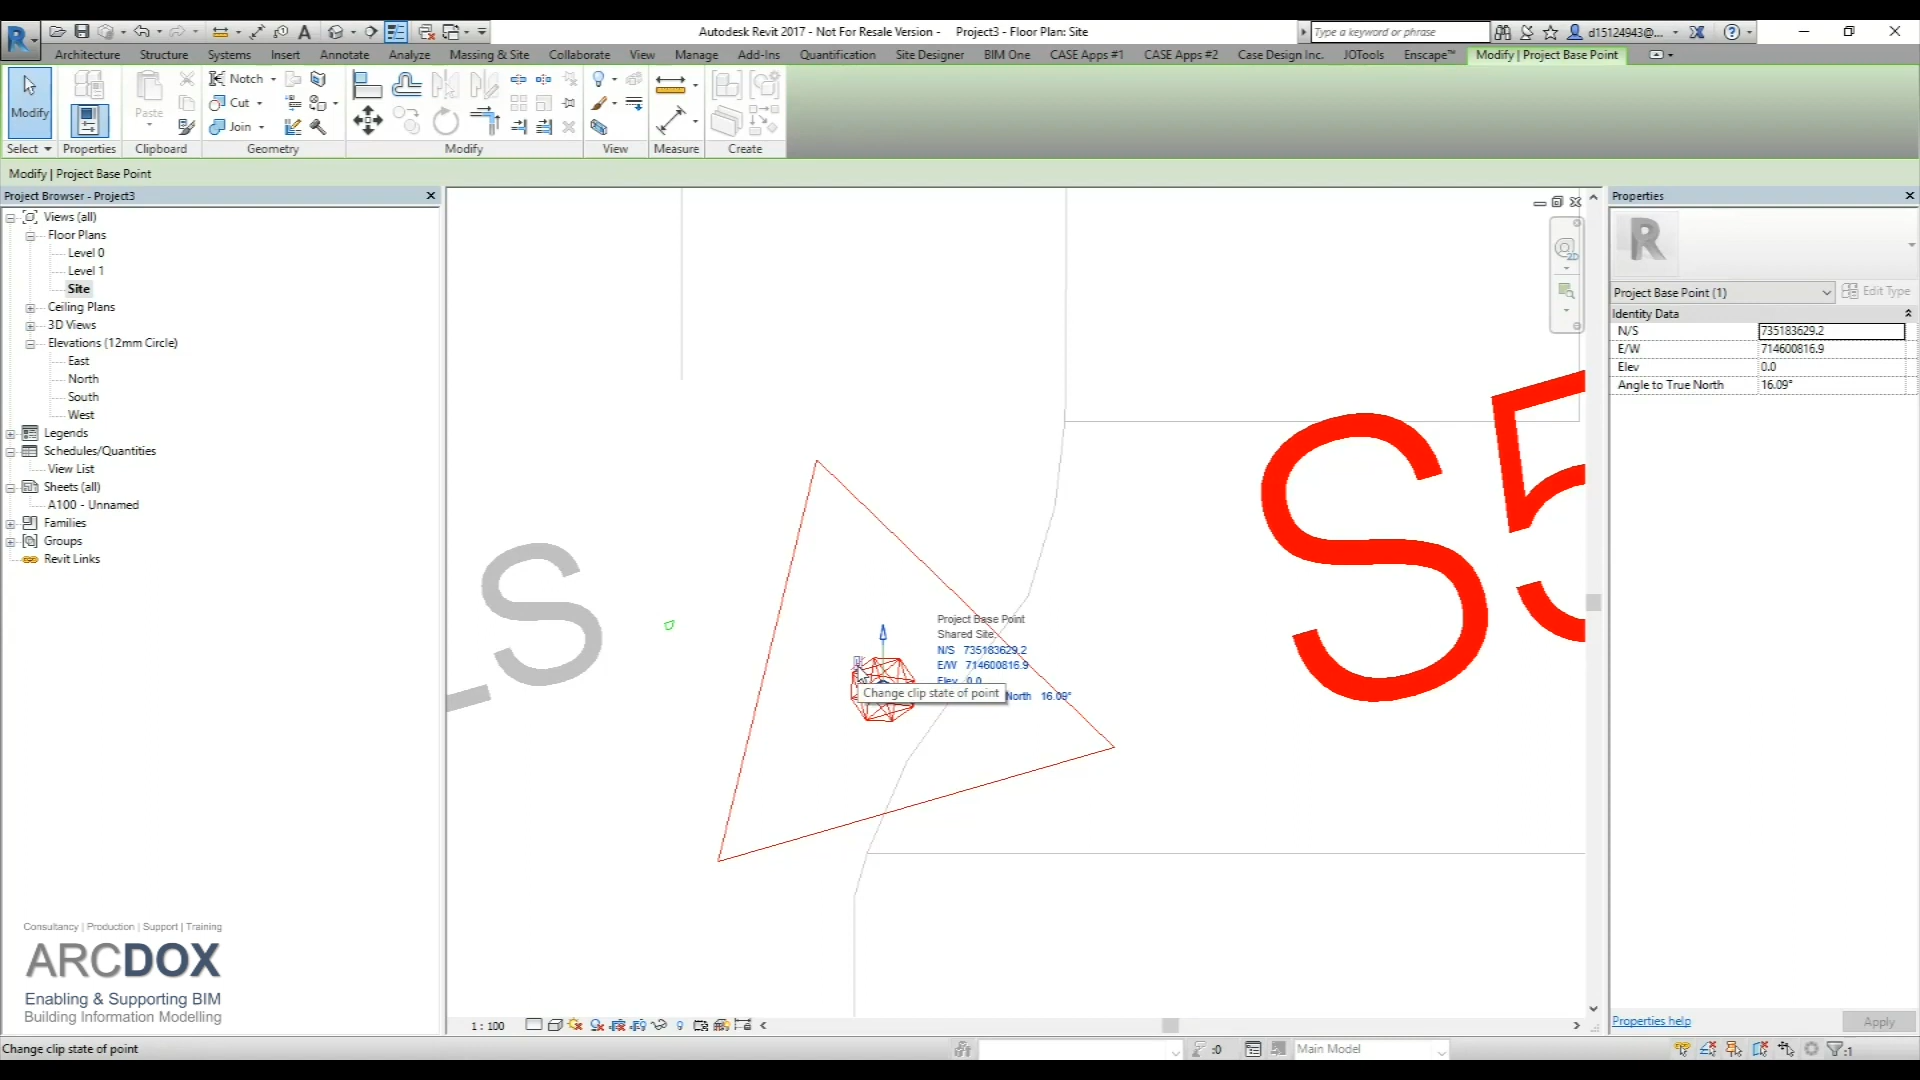 Autodesk Revit 2017 - Not For Resale Version - Project3 - Floor Plan: Site
Type a keyword or phrase
d15124943@...
Architecture Structure Systems Insert Annotate Analyze Massing & Site Collaborate View Manage Add-Ins Quantification Site Designer BIM One CASE Apps #1 CASE Apps #2 Case Design Inc. JOTools Enscape™ Modify | Project Base Point
Modify
Paste
Notch
Cut
Join
Select Properties Clipboard Geometry Modify View Measure Create
Modify | Project Base Point
Project Browser - Project3
Views (all)
Floor Plans
Level 0
Level 1
Site
Ceiling Plans
3D Views
Elevations (12mm Circle)
East
North
South
West
Legends
Schedules/Quantities
View List
Sheets (all)
A100 - Unnamed
Families
Groups
Revit Links
Consultancy | Production | Support | Training
ARCDOX
Enabling & Supporting BIM
Building Information Modelling
LS
S5
Project Base Point
Shared Site:
N/S 735183629.2
E/W 714600816.9
Elev 0.0
North 16.09°
Change clip state of point
Properties
Project Base Point (1)
Edit Type
Identity Data
N/S 735183629.2
E/W 714600816.9
Elev 0.0
Angle to True North 16.09°
Properties help
Apply
1 : 100
Change clip state of point
:0
Main Model
:1